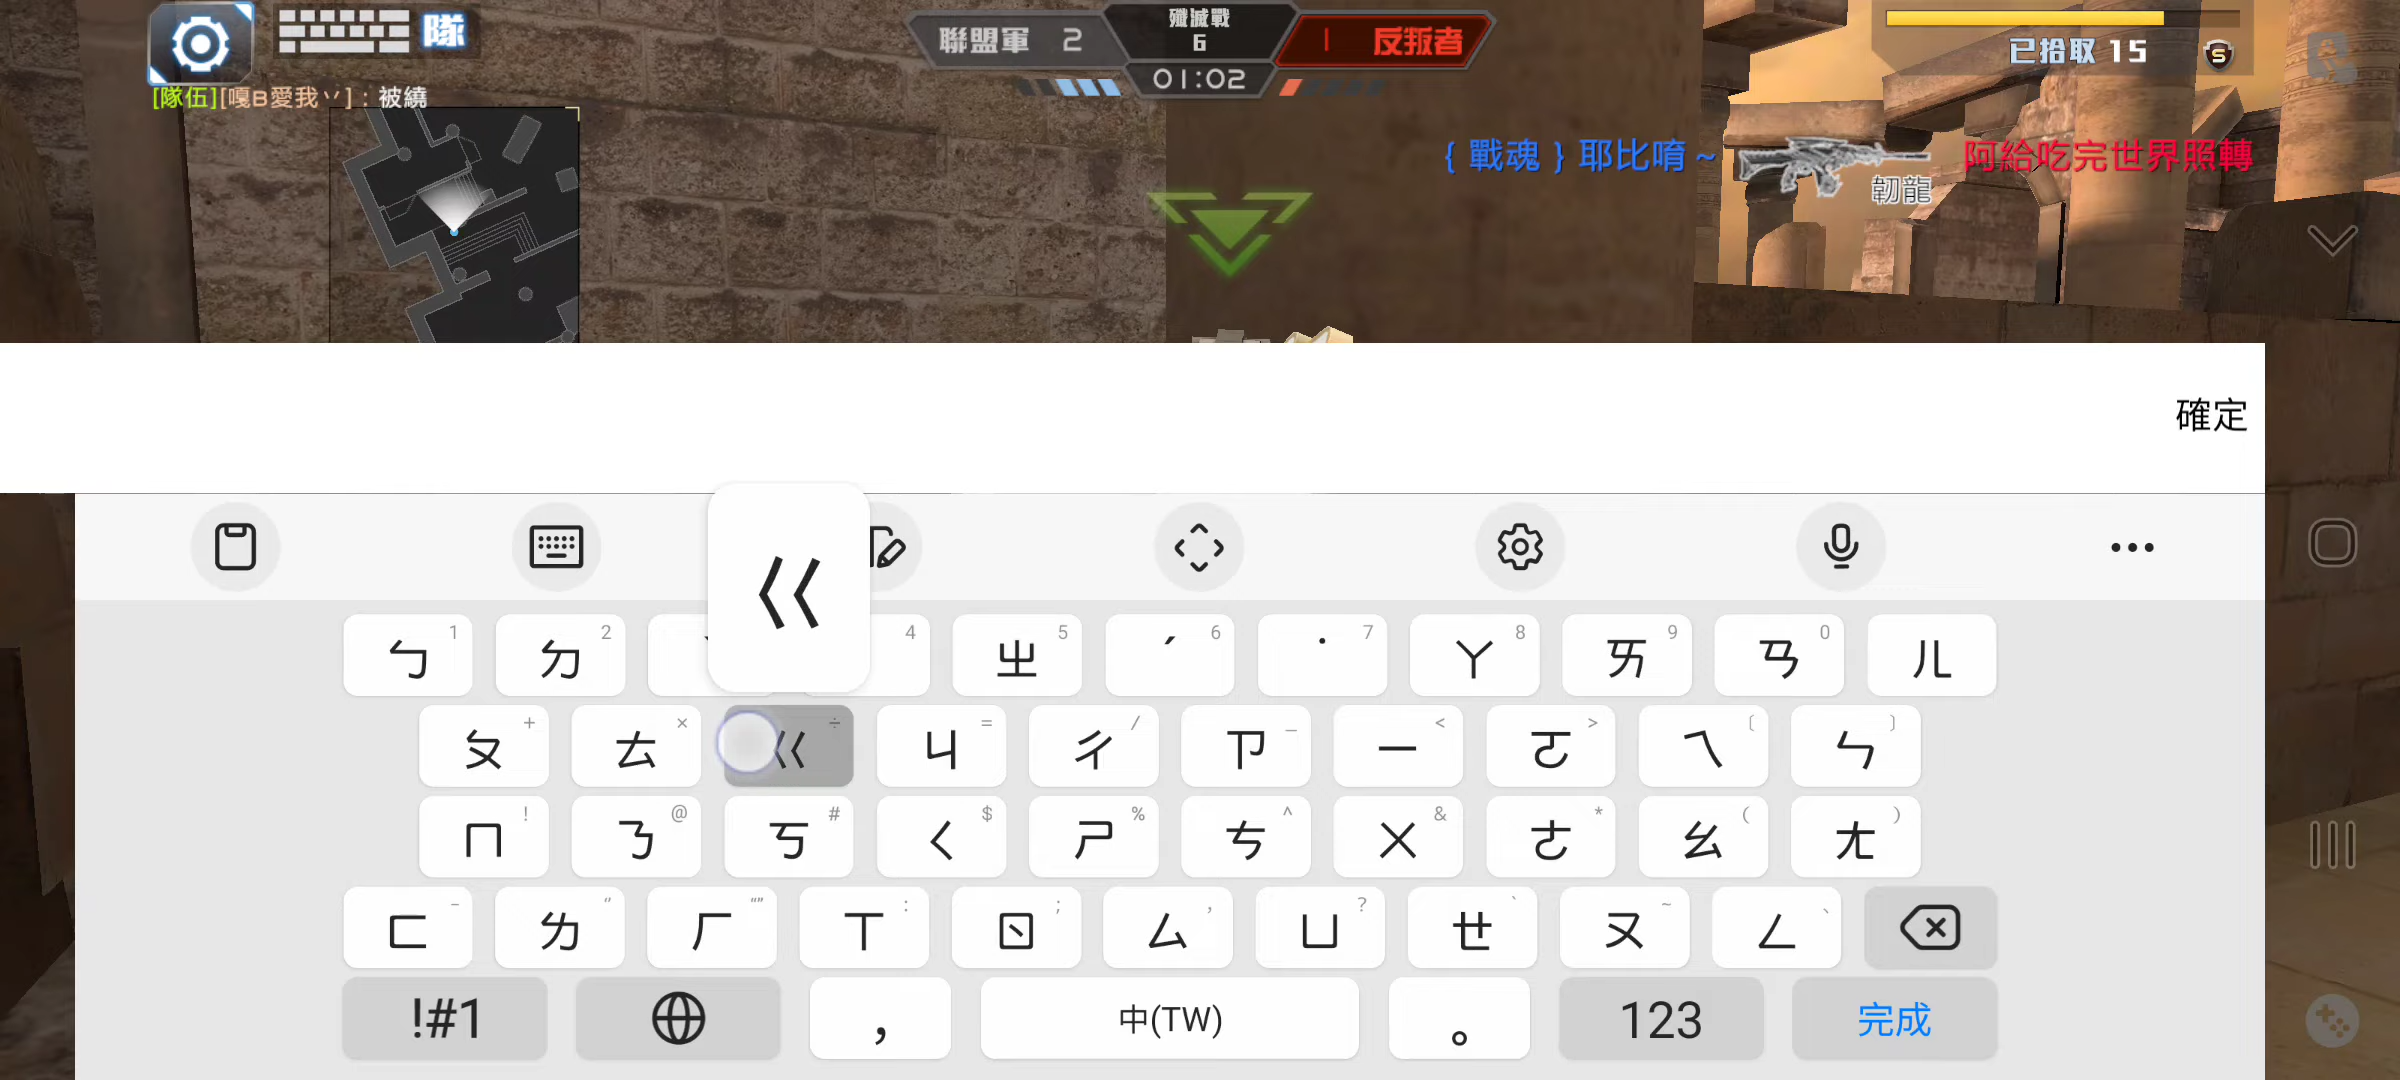 隊
聯盟軍 2
殲滅戰
6
1 反叛者
01:02
已拾取 15
S
[隊伍][嘎B愛我丷]：被繞
{ 戰魂 } 耶比唷～
韌龍
阿給吃完世界照轉
確定
ㄍ
ㄅ 1 ㄉ 2 ˇ 4 ㄓ 5 ˊ 6 ˙ 7 ㄚ 8 ㄞ 9 ㄢ 0 ㄦ
ㄆ + ㄊ × ㄍ ÷ ㄐ = ㄔ / ㄗ _ ㄧ < ㄛ > ㄟ 〔 ㄣ 〕
ㄇ ! ㄋ @ ㄎ # ㄑ $ ㄕ % ㄘ ^ ㄨ & ㄜ * ㄠ ( ㄤ )
ㄈ - ㄌ " ㄏ "" ㄒ : ㄖ ; ㄙ , ㄩ ? ㄝ ` ㄡ ~ ㄥ 、
!#1 ， 中(TW) 。 123 完成